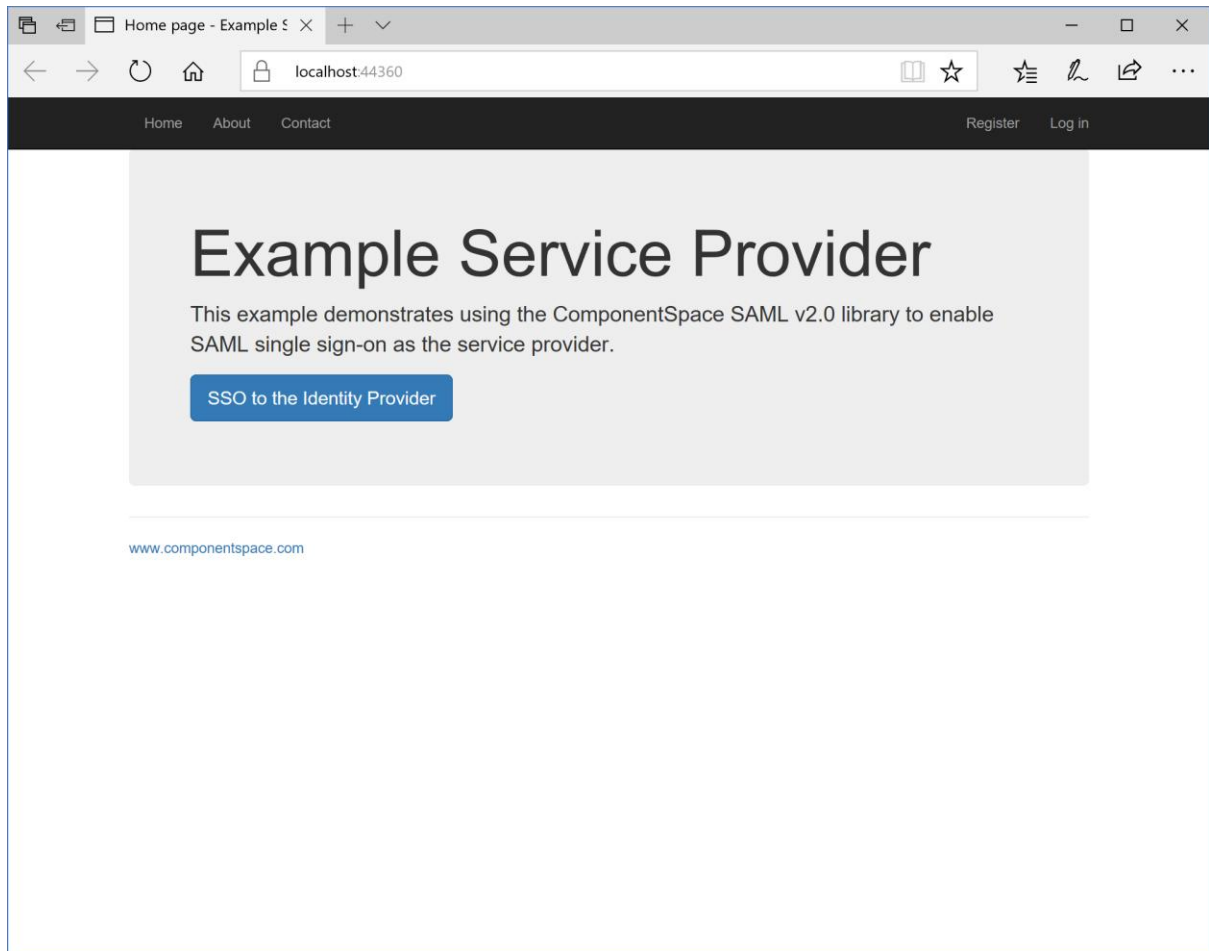 Home page - Example S
localhost:44360
Home About Contact Register Log in
Example Service Provider
This example demonstrates using the ComponentSpace SAML v2.0 library to enable
SAML single sign-on as the service provider.
SSO to the Identity Provider
www.componentspace.com